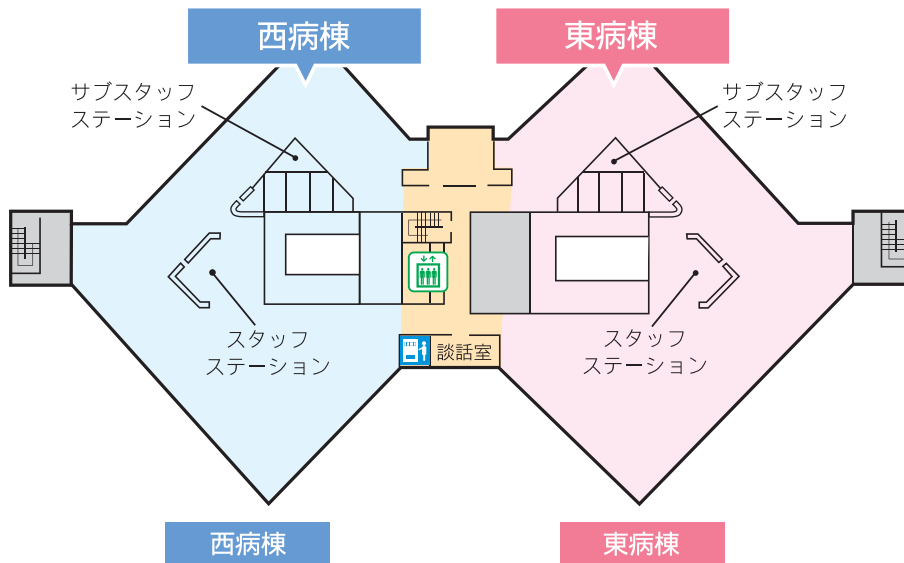 西病棟
東病棟
サブスタッフ
ステーション
サブスタッフ
ステーション
スタッフ
ステーション
スタッフ
ステーション
談話室
西病棟
東病棟